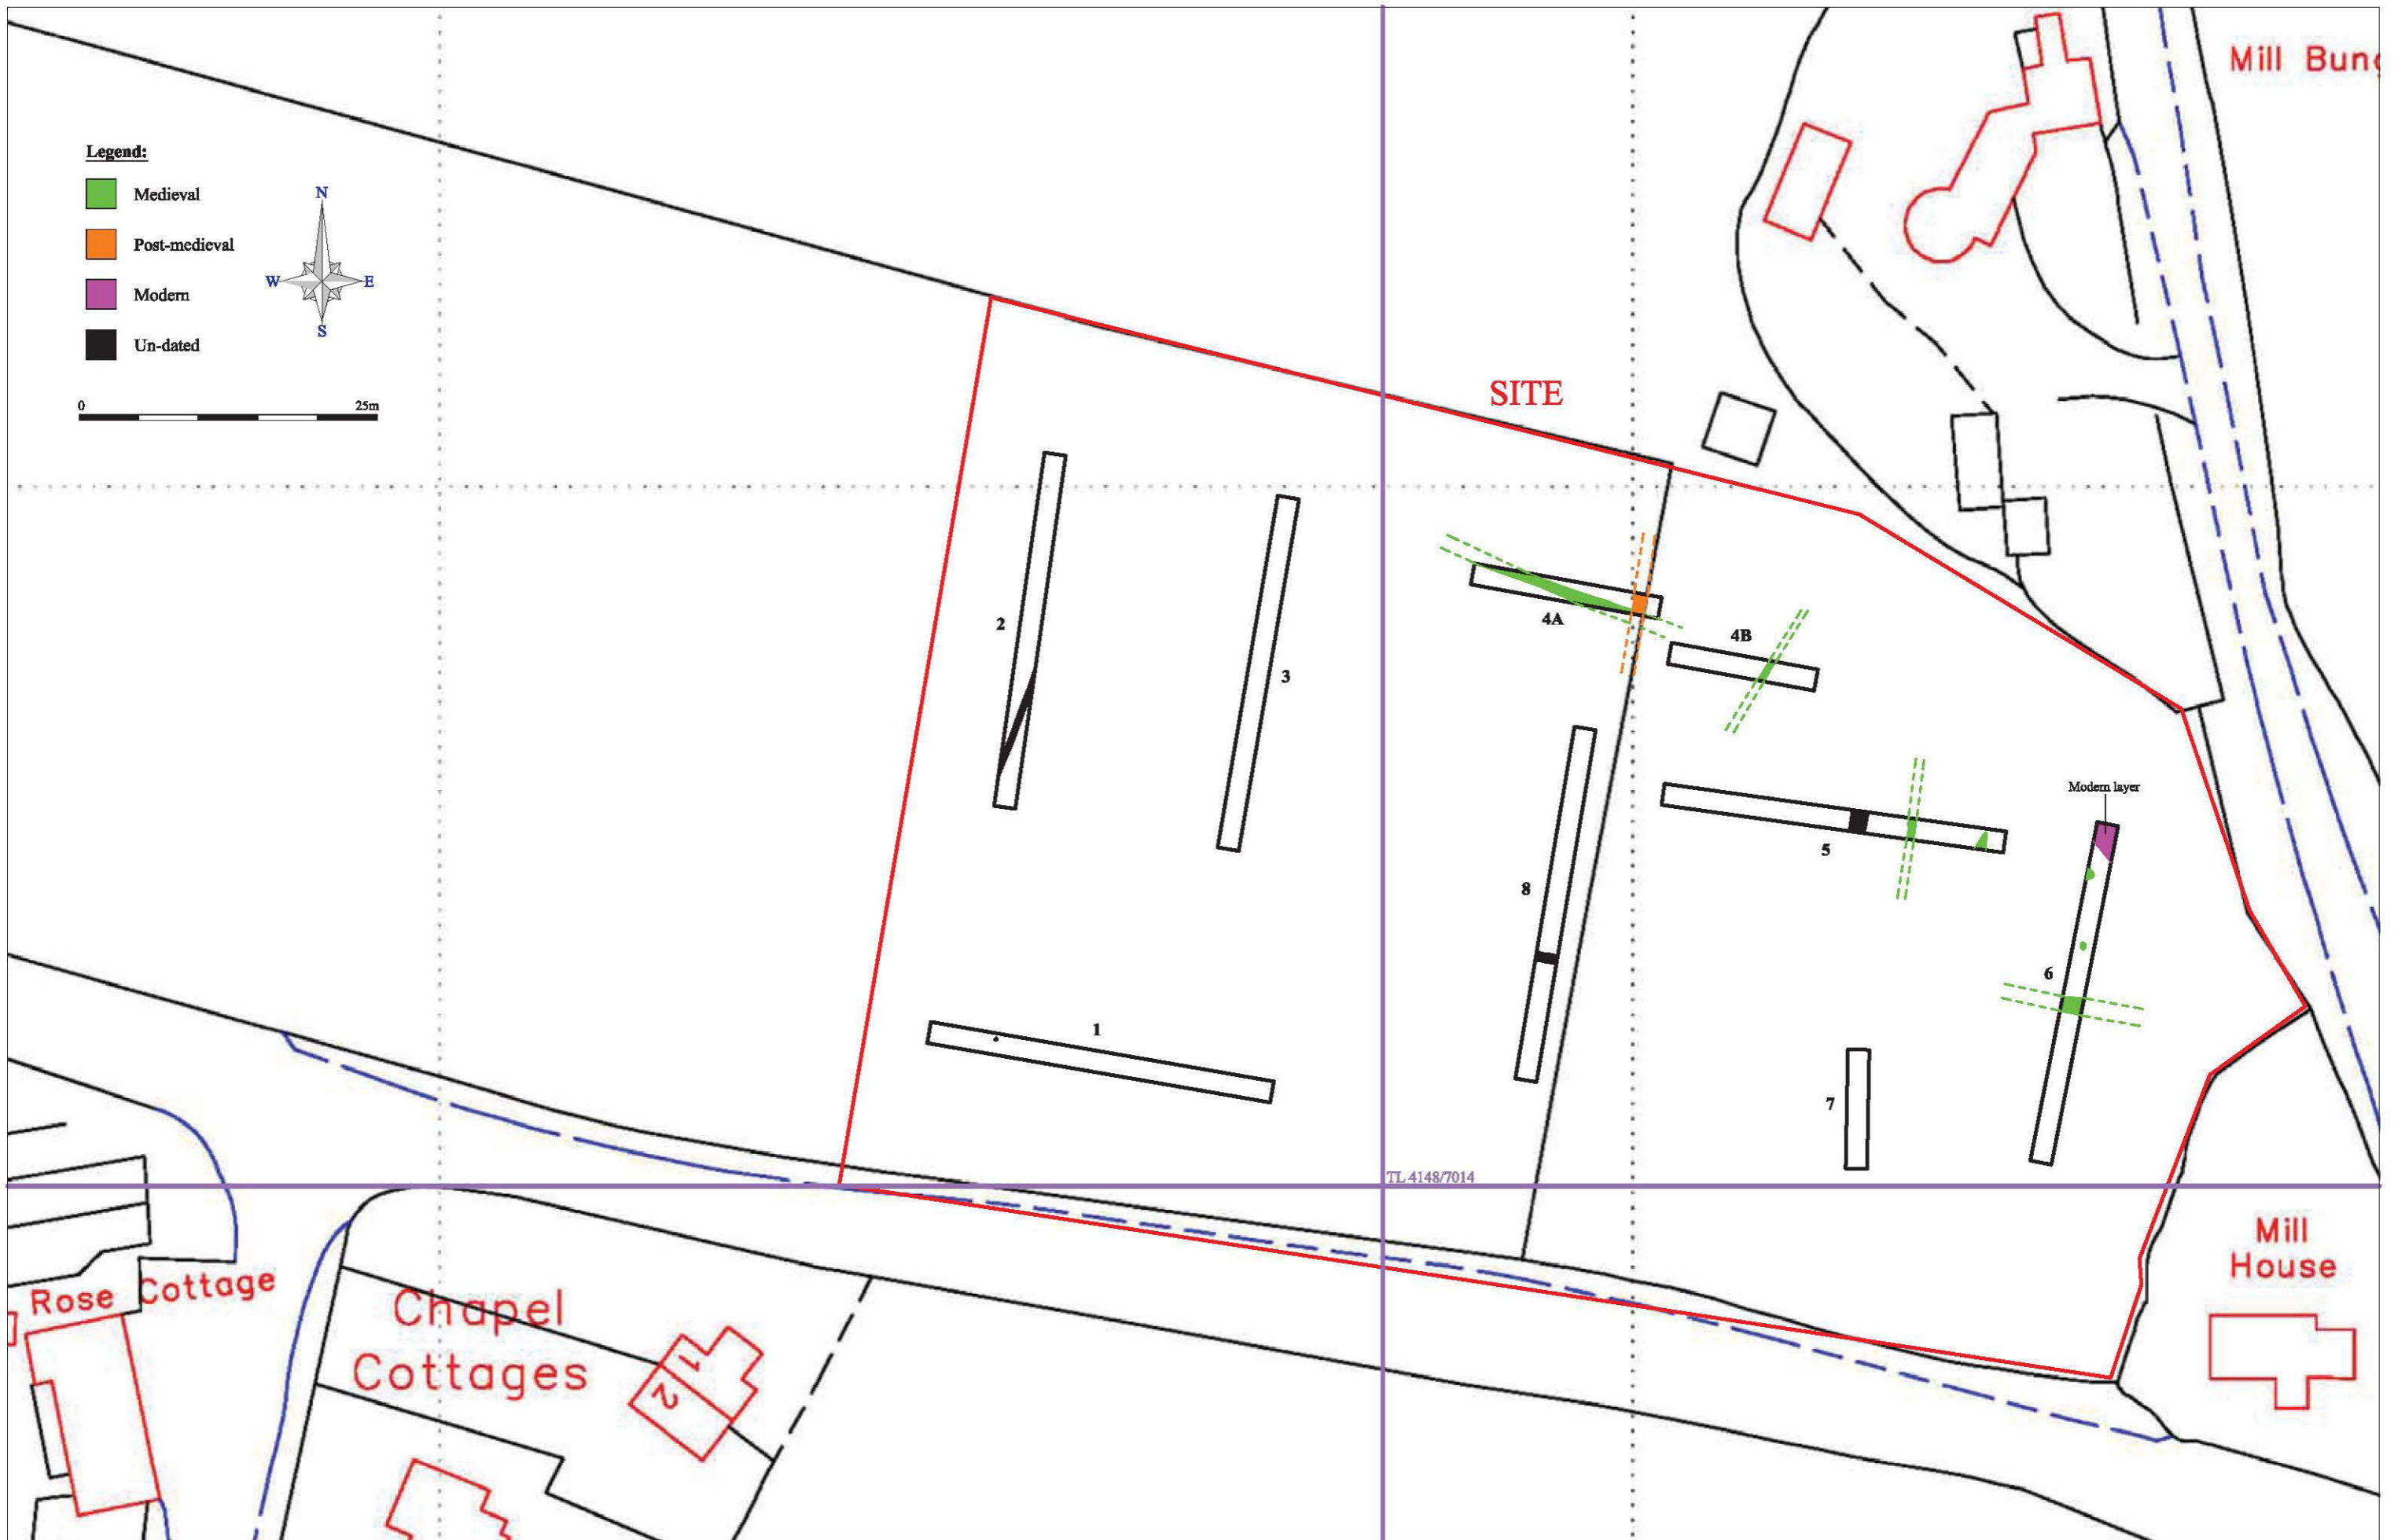 Mill Bung
Legend:
Medieval
Post-medieval
Modern
Un-dated
N
W
E
S
0
25m
SITE
2
3
4A
4B
Modern layer
5
8
6
1
7
TL 4148/7014
Rose Cottage
Chapel
Cottages
1
2
Mill
House